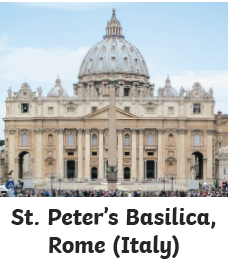 St. Peter's Basilica,
Rome (Italy)